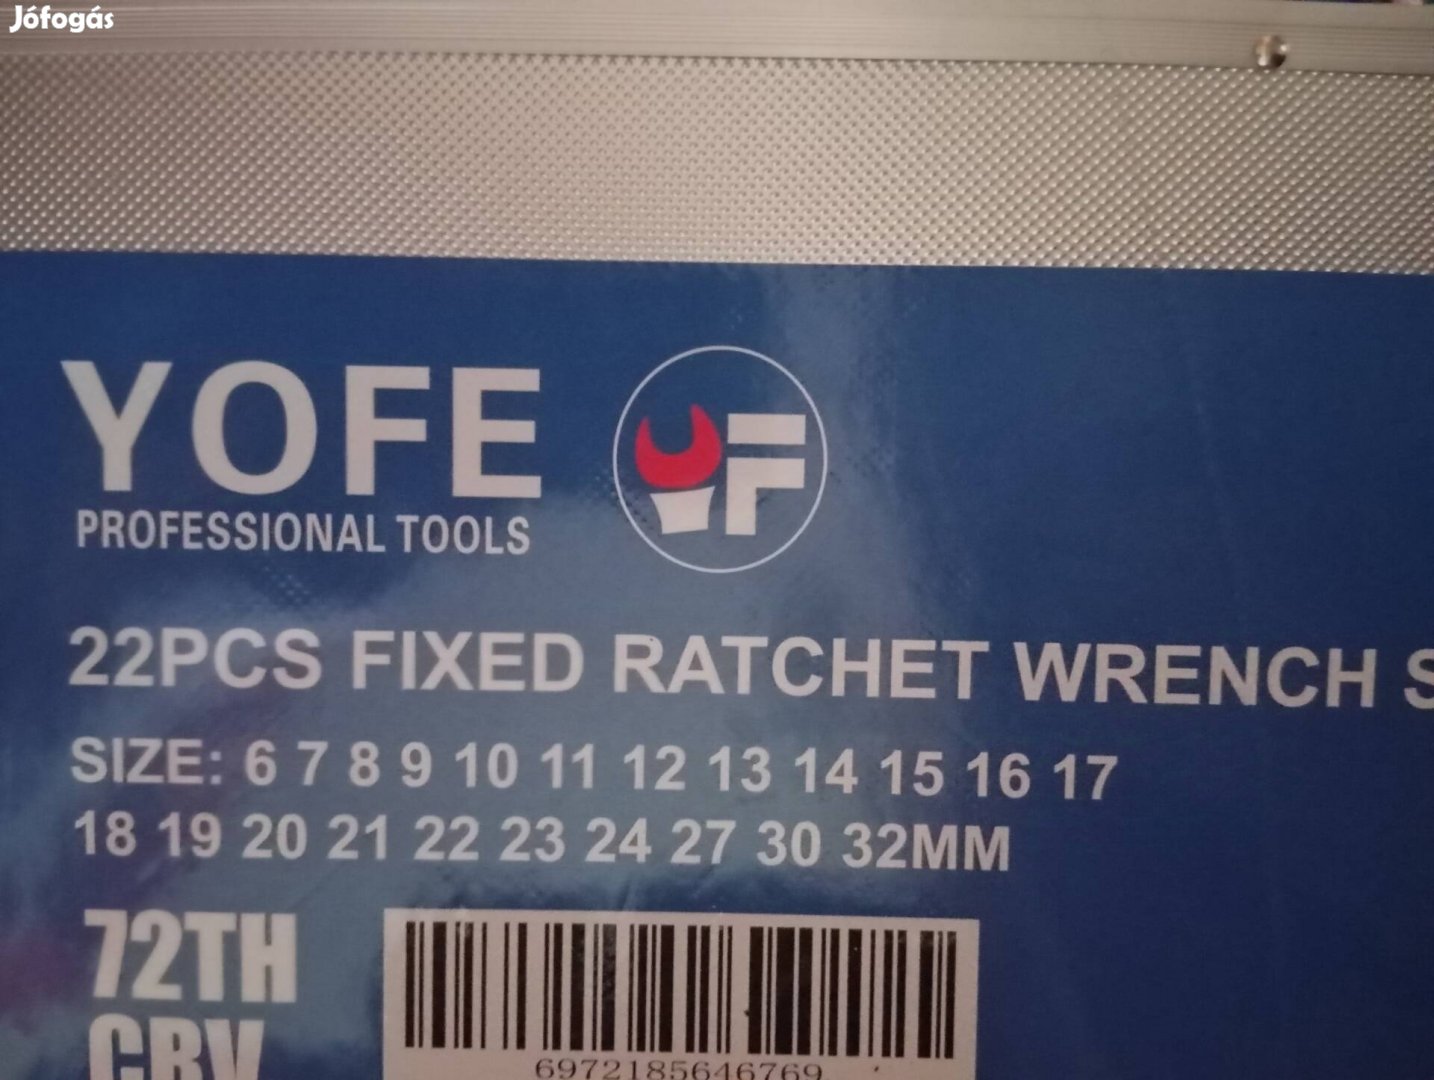 Jófogás
YOFE
PROFESSIONAL TOOLS
F
22PCS FIXED RATCHET WRENCH S
SIZE: 6 7 8 9 10 11 12 13 14 15 16 17
18 19 20 21 22 23 24 27 30 32MM
72TH
CRV
6972185646769